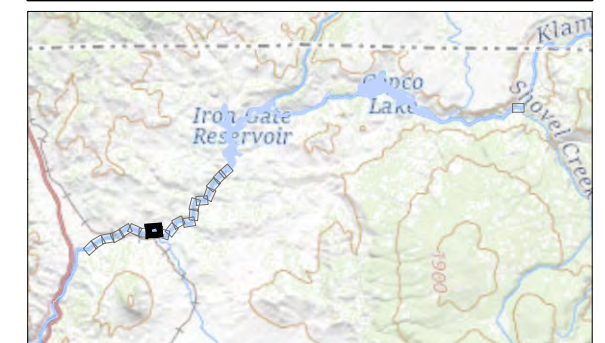 Klam
Copco
Lake
Iron Gate
Reservoir
Shovel Creek
1900